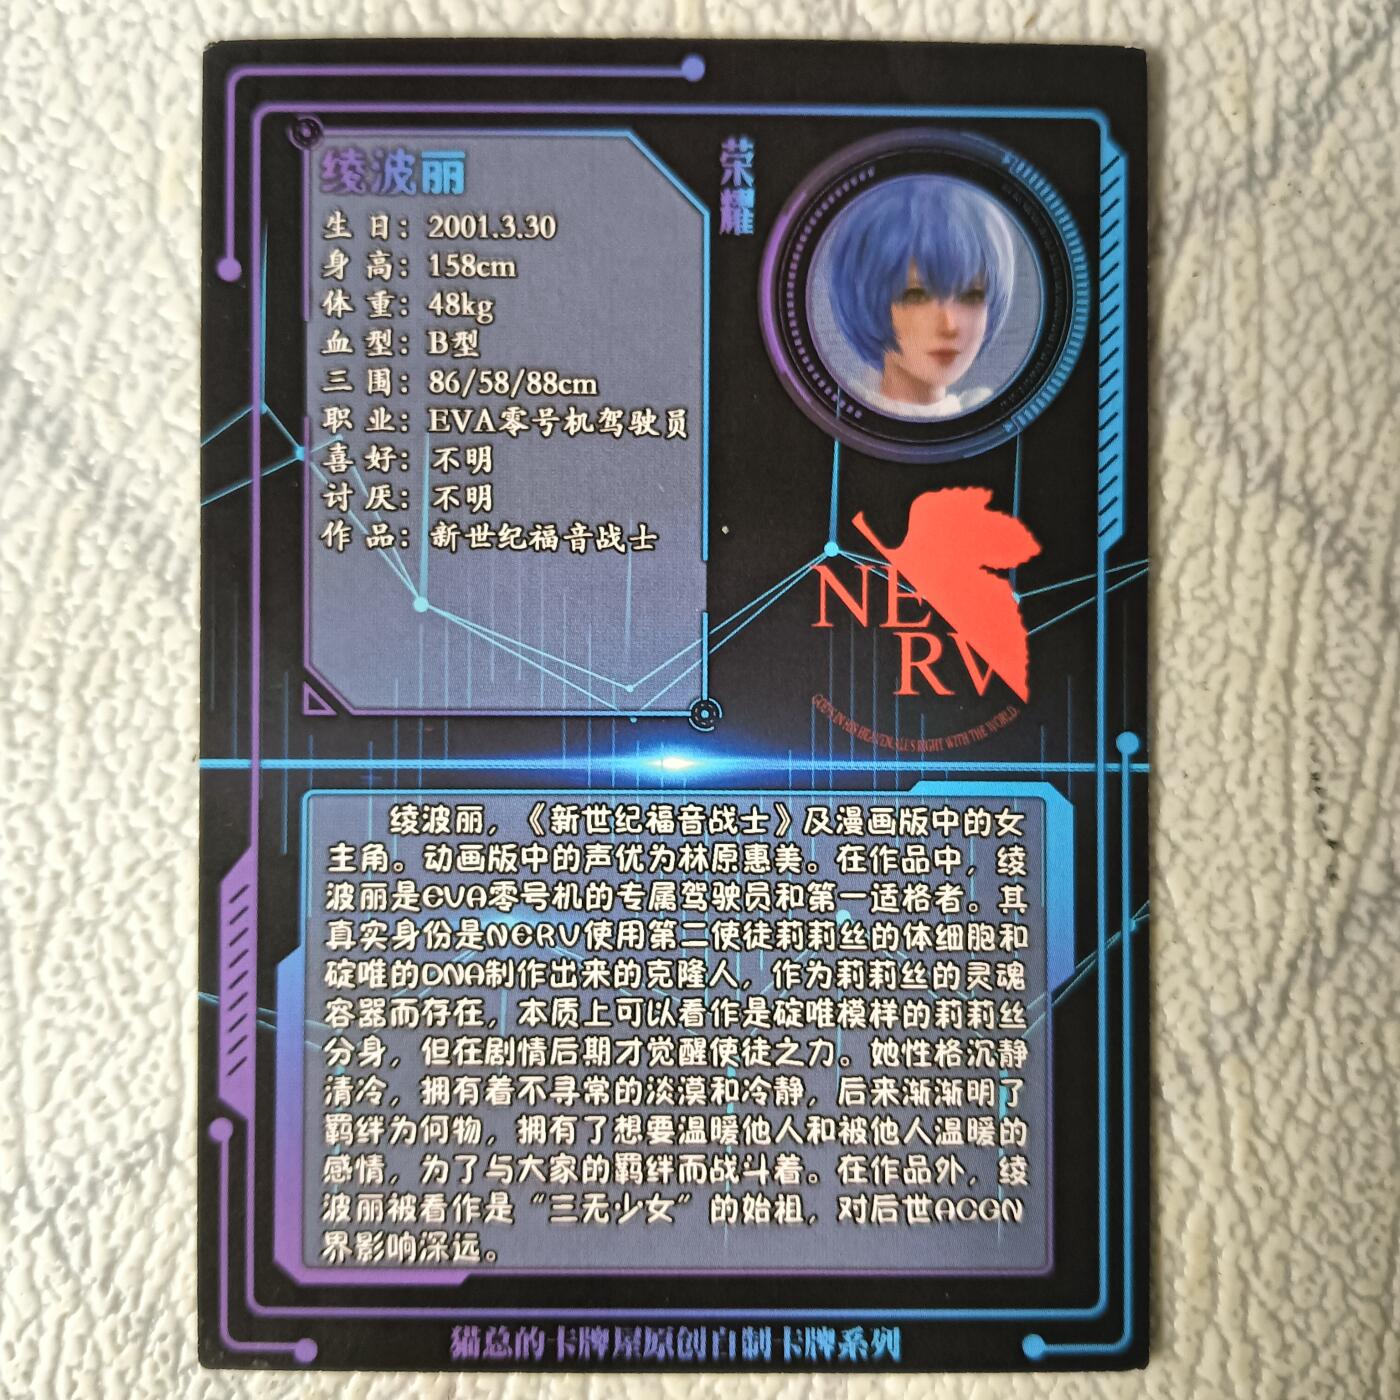 绫波丽
生 日：2001.3.30
身 高：158cm
体 重：48kg
血 型：B型
三 围：86/58/88cm
职 业：EVA零号机驾驶员
喜 好：不明
讨 厌：不明
作 品：新世纪福音战士
荣耀
NERV
GOD'S IN HIS HEAVEN. ALL'S RIGHT WITH THE WORLD.
绫波丽，《新世纪福音战士》及漫画版中的女
主角。动画版中的声优为林原惠美。在作品中，绫
波丽是EVA零号机的专属驾驶员和第一适格者。其
真实身份是NERV使用第二使徒莉莉丝的体细胞和
碇唯的DNA制作出来的克隆人，作为莉莉丝的灵魂
容器而存在，本质上可以看作是碇唯模样的莉莉丝
分身，但在剧情后期才觉醒使徒之力。她性格沉静
清冷，拥有着不寻常的淡漠和冷静，后来渐渐明了
羁绊为何物，拥有了想要温暖他人和被他人温暖的
感情，为了与大家的羁绊而战斗着。在作品外，绫
波丽被看作是“三无少女”的始祖，对后世ACGN
界影响深远。
猫总的卡牌屋原创自制卡牌系列